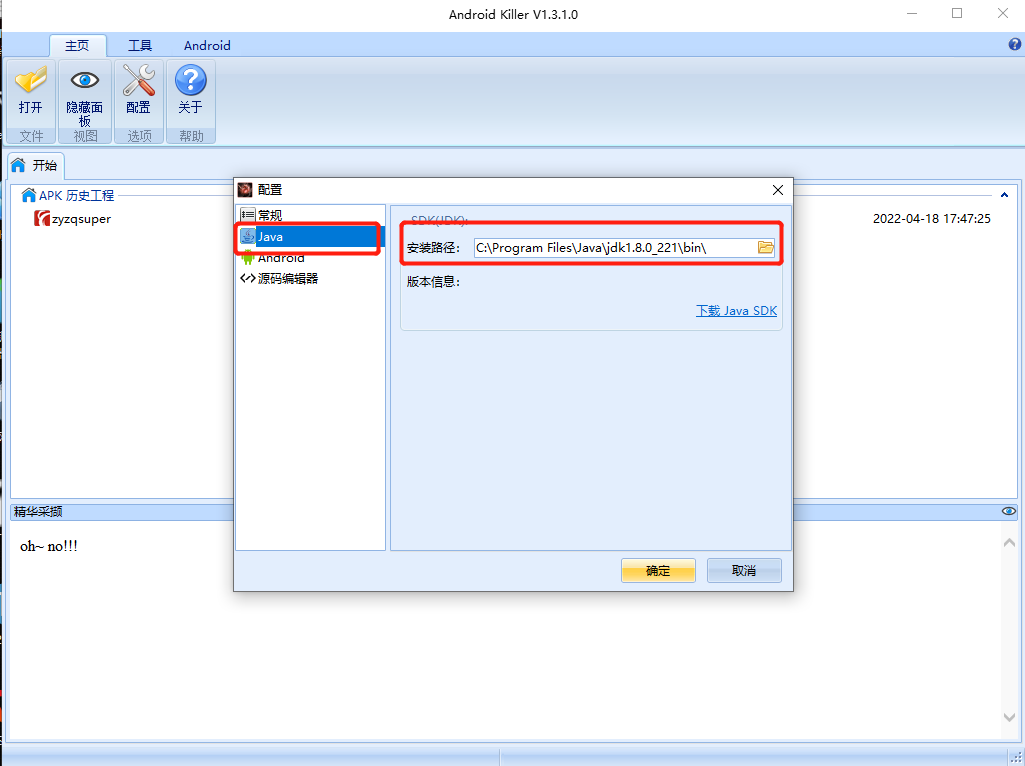 Android Killer V1.3.1.0
主页 工具 Android
打开 隐藏面板 配置 关于
文件 视图 选项 帮助
开始
APK 历史工程
zyzqsuper 2022-04-18 17:47:25
配置
常规
Java
Android
源码编辑器
SDK(JDK):
安装路径： C:\Program Files\Java\jdk1.8.0_221\bin\
版本信息：
下载 Java SDK
确定 取消
精华采撷
oh~ no!!!